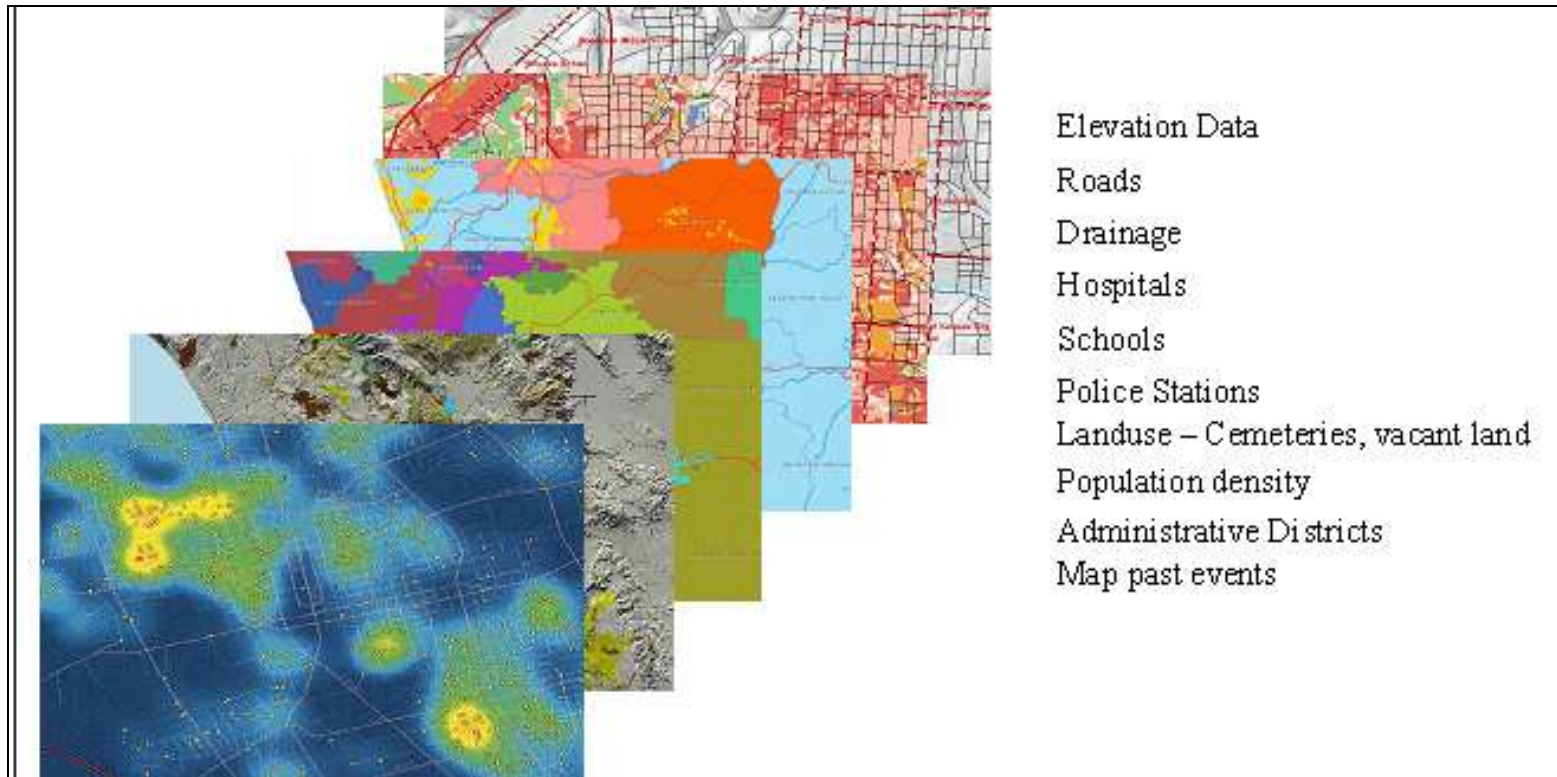 Elevation Data
Roads
Drainage
Hospitals
Schools
Police Stations
Landuse – Cemeteries, vacant land
Population density
Administrative Districts
Map past events